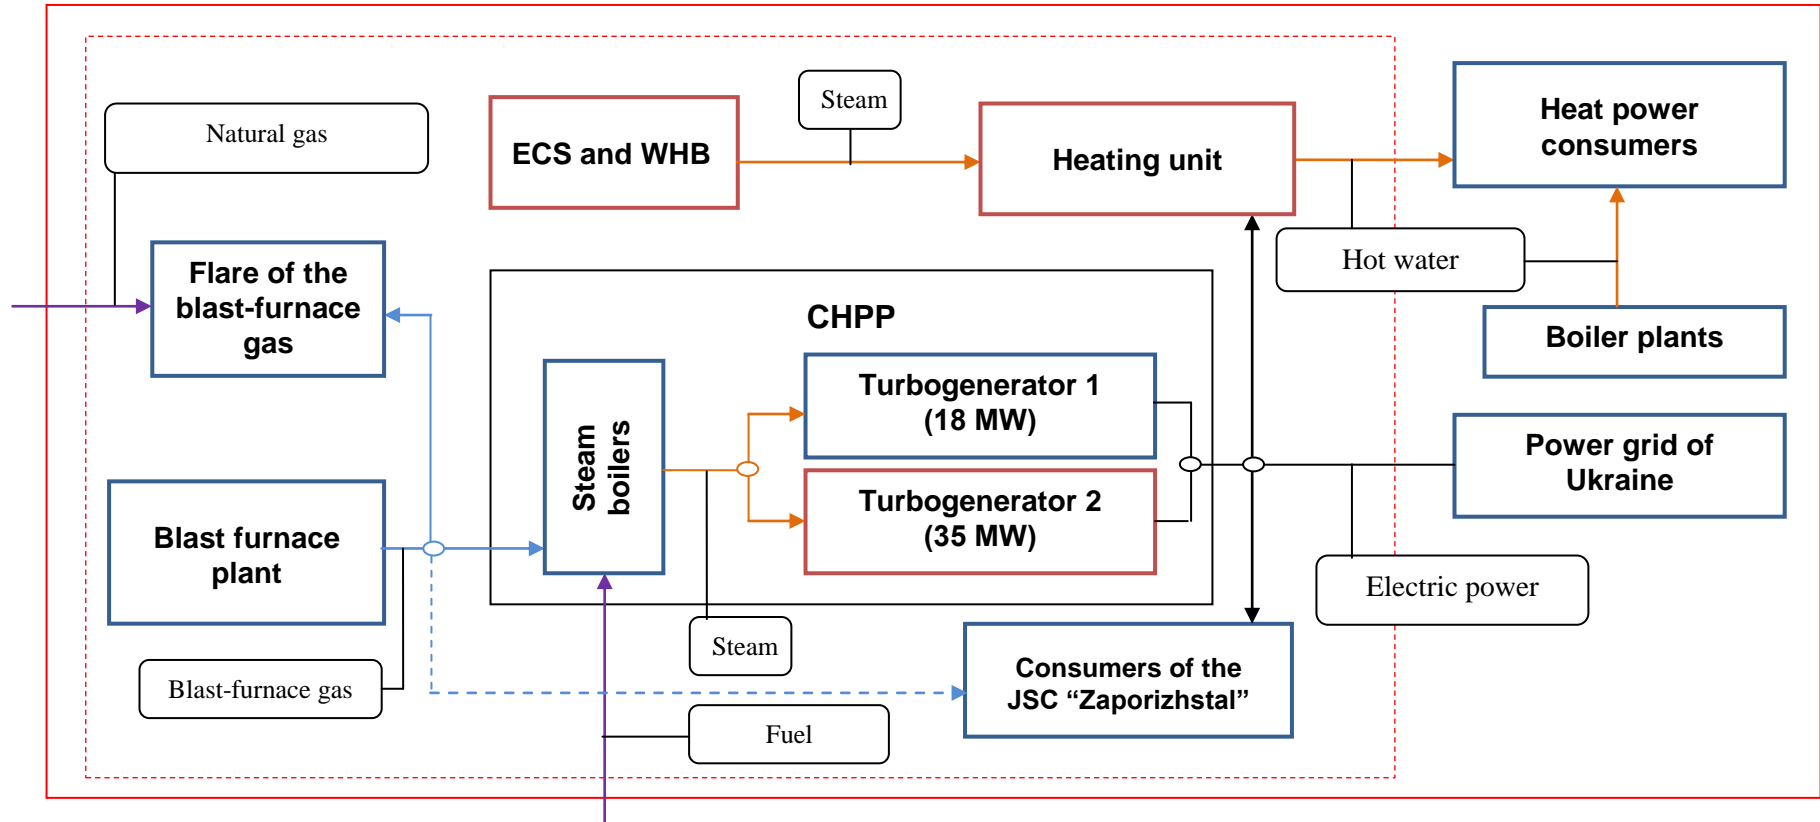 Steam
Heat power
consumers
Natural gas
ECS and WHB
Heating unit
Hot water
Flare of the
blast-furnace
gas
CHPP
Boiler plants
Turbogenerator 1
(18 MW)
Steam
boilers
Power grid of
Ukraine
Turbogenerator 2
(35 MW)
Blast furnace
plant
Electric power
Steam
Consumers of the
JSC “Zaporizhstal”
Blast-furnace gas
Fuel